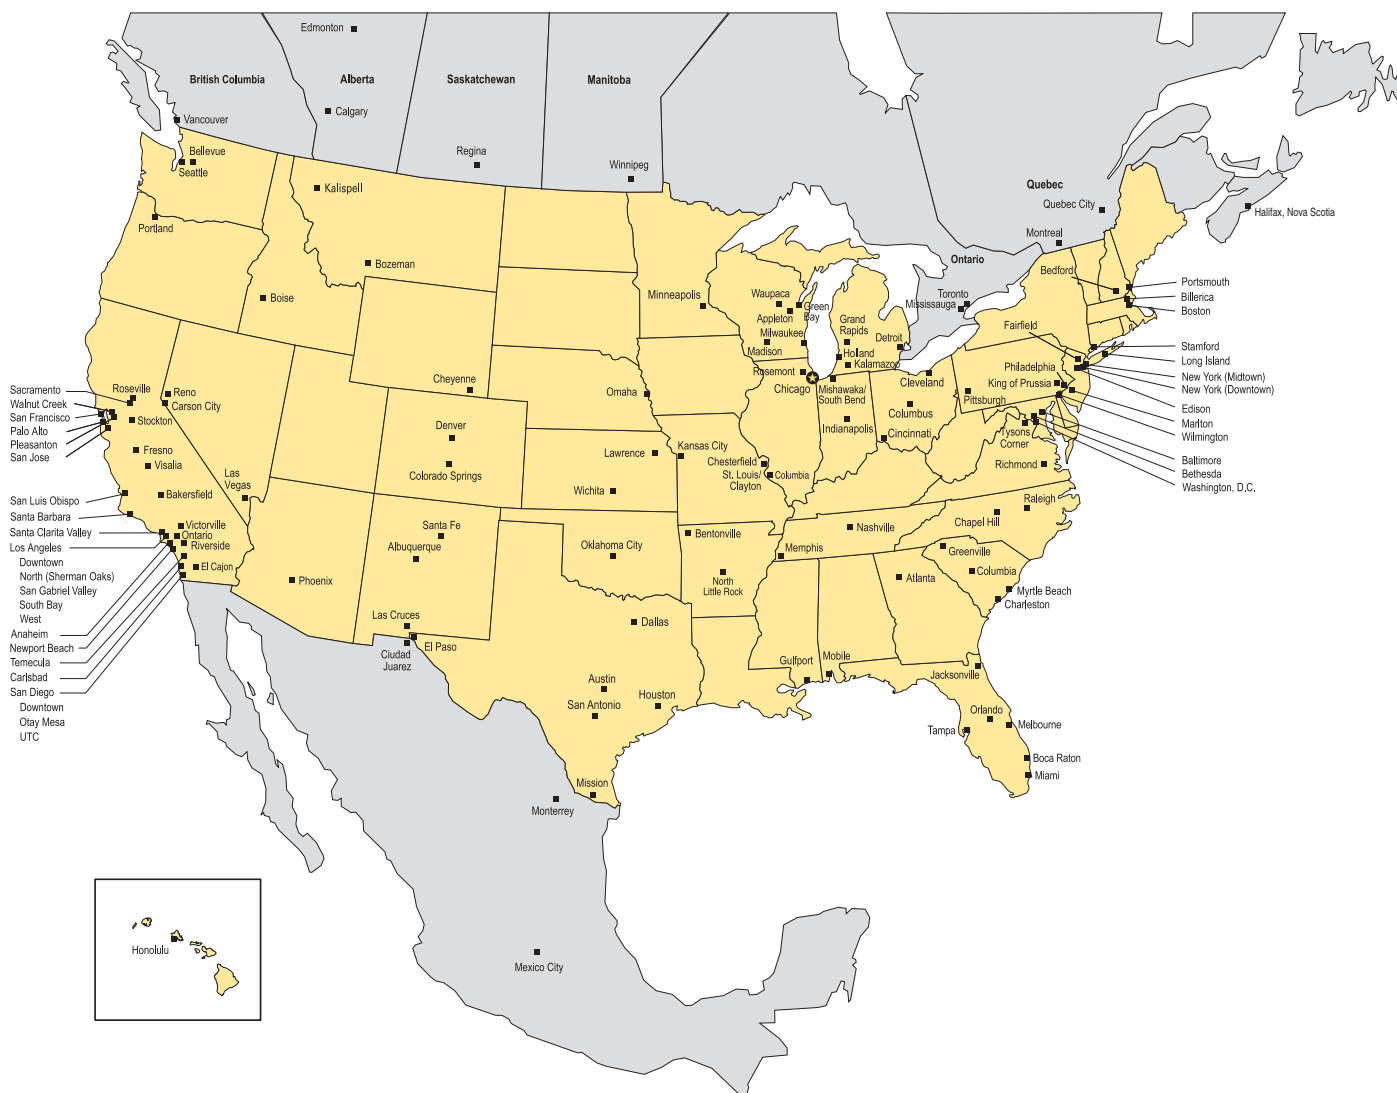 Edmonton
British Columbia
Alberta
Saskatchewan
Manitoba
Calgary
Vancouver
Bellevue
Seattle
Regina
Winnipeg
Kalispell
Quebec
Quebec City
Halifax, Nova Scotia
Portland
Montreal
Bozeman
Ontario
Bedford
Boise
Minneapolis
Waupaca
Green
Bay
Appleton
Toronto
Mississauga
Portsmouth
Billerica
Boston
Milwaukee
Madison
Grand
Rapids
Detroit
Fairfield
Stamford
Long Island
Holland
Kalamazoo
Philadelphia
New York (Midtown)
New York (Downtown)
Rosemont
Chicago
Mishawaka/
South Bend
Cleveland
King of Prussia
Pittsburgh
Edison
Marlton
Wilmington
Sacramento
Walnut Creek
San Francisco
Palo Alto
Pleasanton
San Jose
Roseville
Reno
Carson City
Stockton
Cheyenne
Omaha
Columbus
Indianapolis
Cincinnati
Tysons
Corner
Baltimore
Bethesda
Washington, D.C.
Denver
Colorado Springs
Fresno
Visalia
Lawrence
Kansas City
Chesterfield
St. Louis/
Clayton
Columbia
Richmond
Las
Vegas
Wichita
San Luis Obispo
Bakersfield
Santa Barbara
Raleigh
Chapel Hill
Santa Clarita Valley
Victorville
Ontario
Riverside
El Cajon
Santa Fe
Albuquerque
Oklahoma City
Bentonville
Nashville
Memphis
Greenville
Columbia
Los Angeles
Downtown
North (Sherman Oaks)
San Gabriel Valley
South Bay
West
Anaheim
Newport Beach
Temecula
Carlsbad
San Diego
Downtown
Otay Mesa
UTC
Phoenix
North
Little Rock
Atlanta
Myrtle Beach
Charleston
Las Cruces
El Paso
Ciudad
Juarez
Dallas
Gulfport
Mobile
Jacksonville
Austin
San Antonio
Houston
Orlando
Tampa
Melbourne
Boca Raton
Miami
Mission
Monterrey
Honolulu
Mexico City